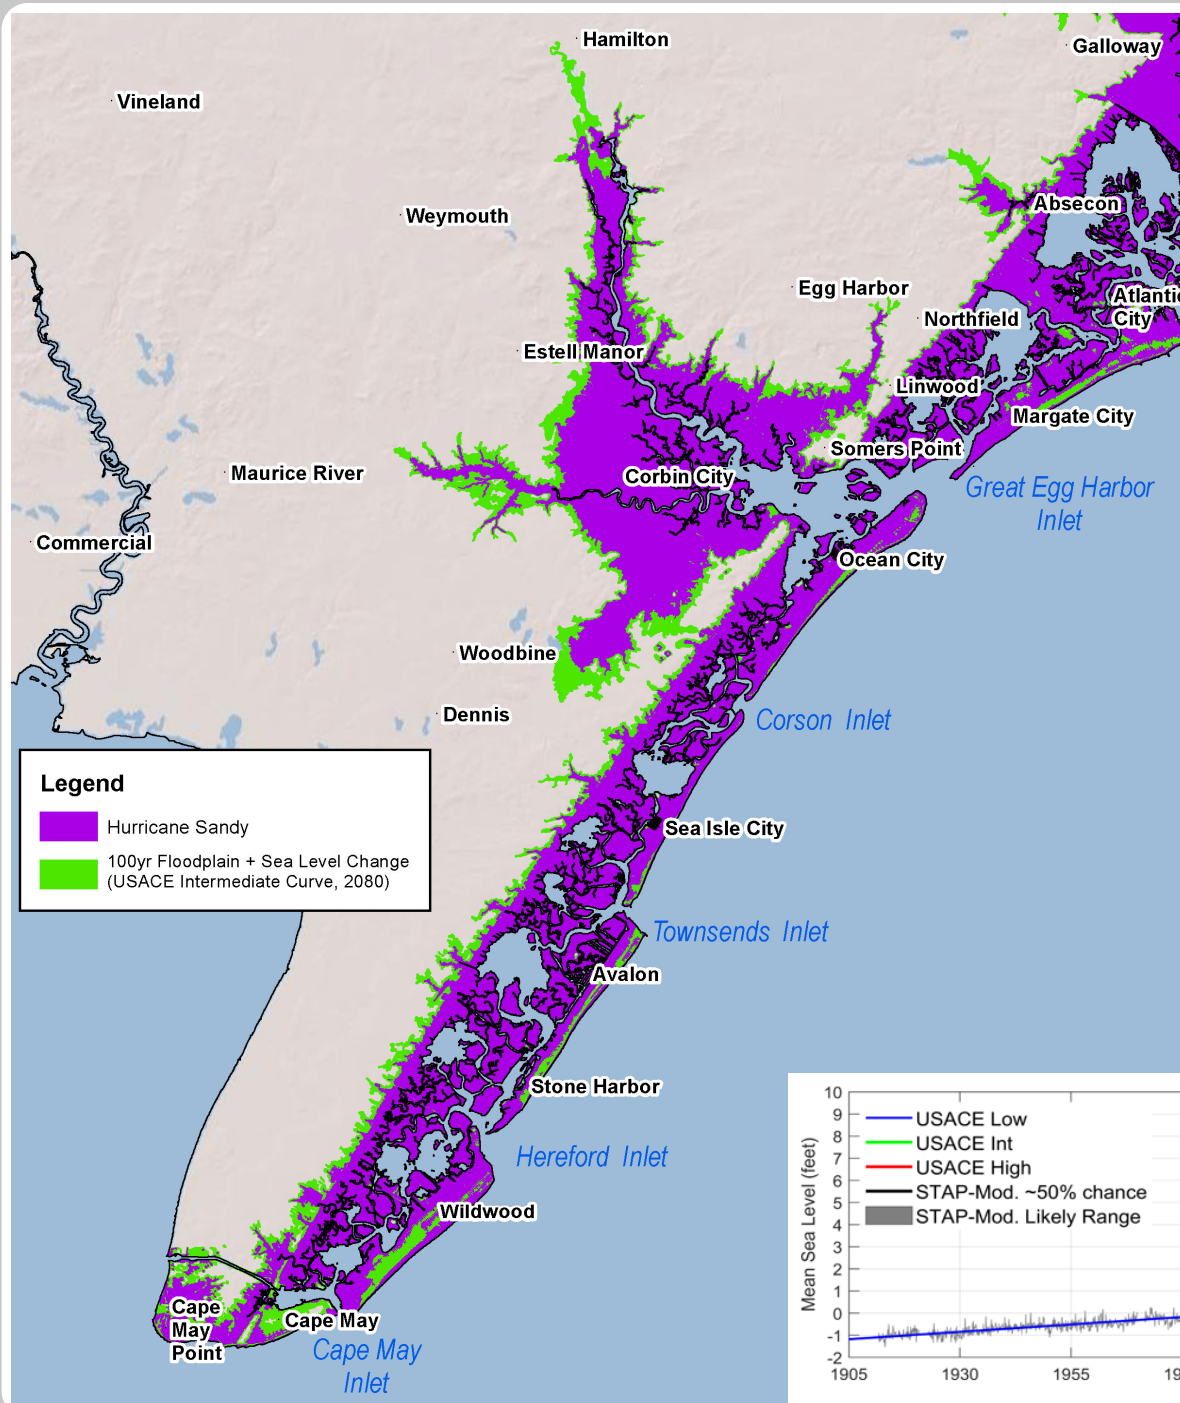 Hamilton
Galloway
Vineland
Absecon
Weymouth
Egg Harbor
Atlantic
City
Northfield
Estell Manor
Linwood
Margate City
Somers Point
Maurice River
Corbin City
Great Egg Harbor
Inlet
Commercial
Ocean City
Woodbine
Dennis
Corson Inlet
Legend
Hurricane Sandy
100yr Floodplain + Sea Level Change
(USACE Intermediate Curve, 2080)
Sea Isle City
Townsends Inlet
Avalon
Stone Harbor
Hereford Inlet
Wildwood
Cape
May
Point
Cape May
Cape May
Inlet
Mean Sea Level (feet)
10
9
8
7
6
5
4
3
2
1
0
-1
-2
USACE Low
USACE Int
USACE High
STAP-Mod. ~50% chance
STAP-Mod. Likely Range
1905
1930
1955
19